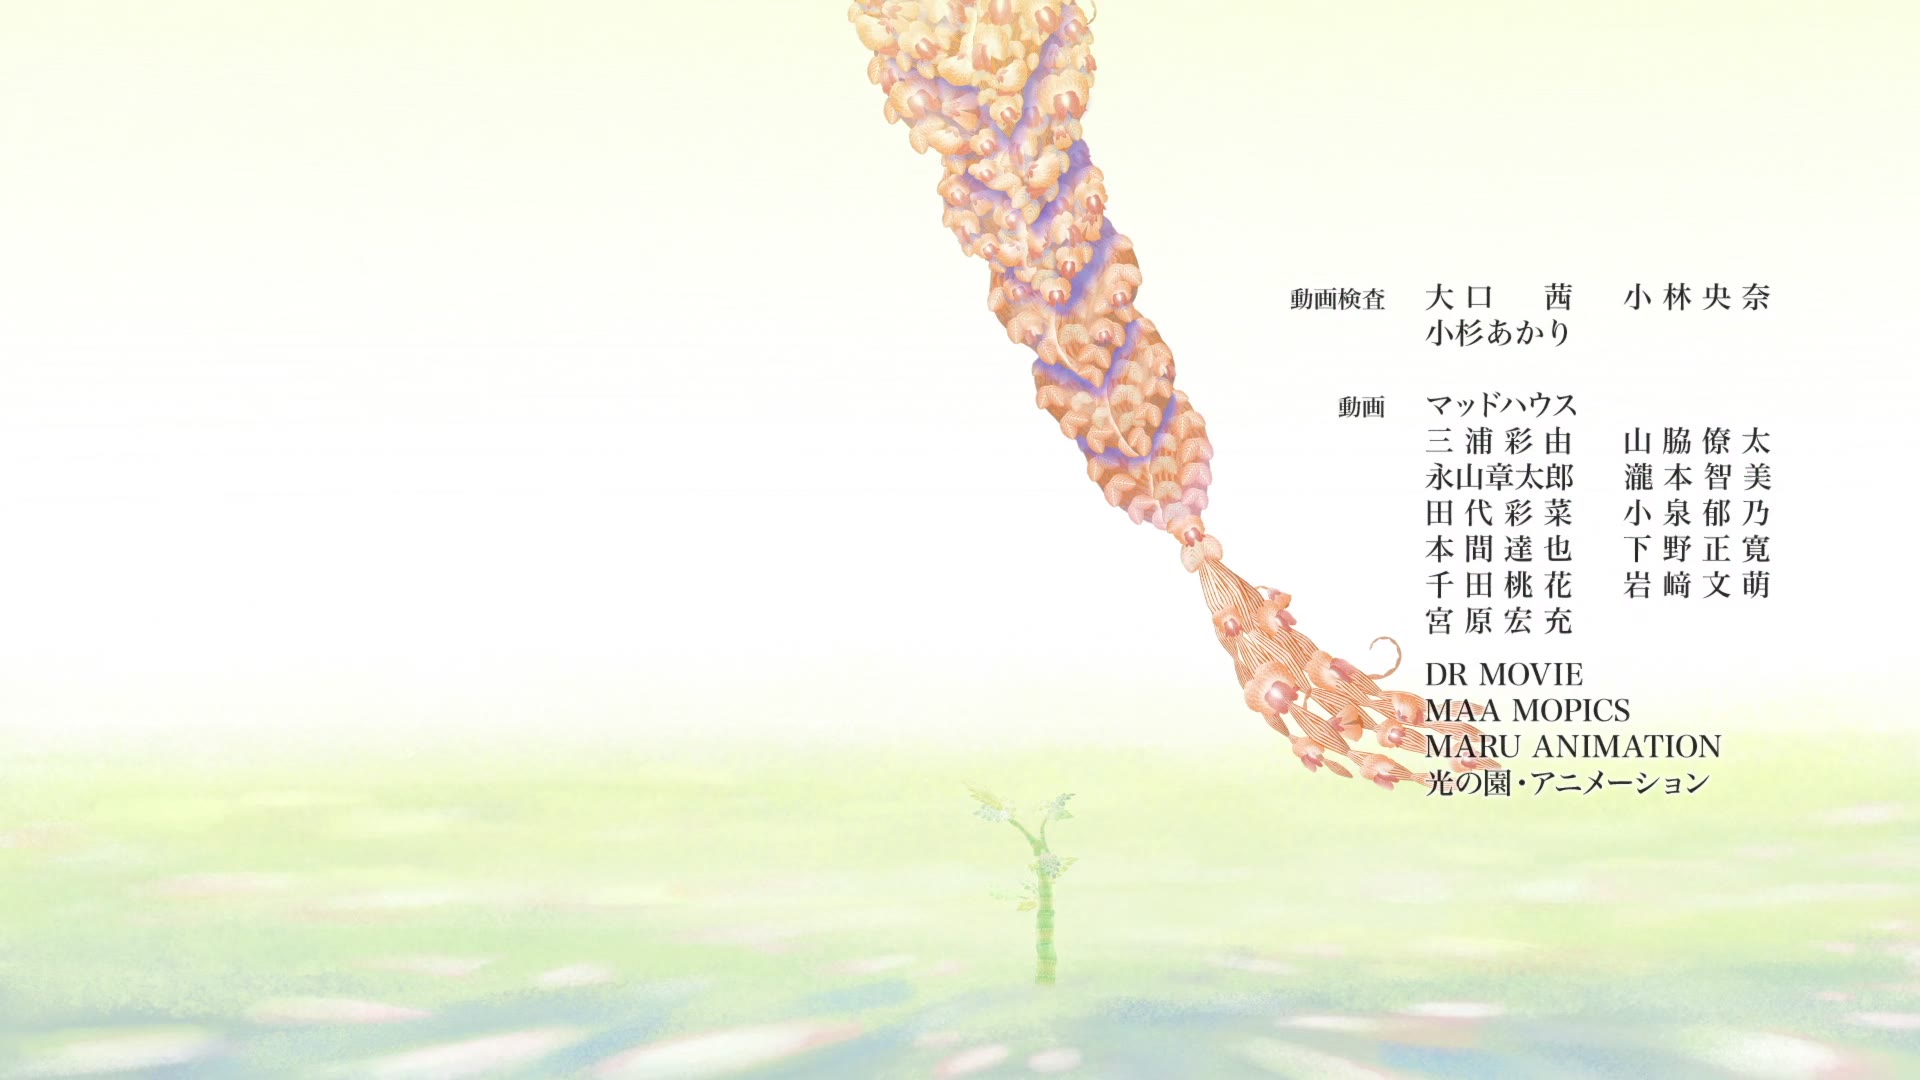 動画検査 大口 茜 小林央奈
小杉あかり
動画 マッドハウス
三浦彩由 山脇僚太
永山章太郎 瀧本智美
田代彩菜 小泉郁乃
本間達也 下野正寛
千田桃花 岩﨑文萌
宮原宏充
DR MOVIE
MAA MOPICS
MARU ANIMATION
光の園・アニメーション